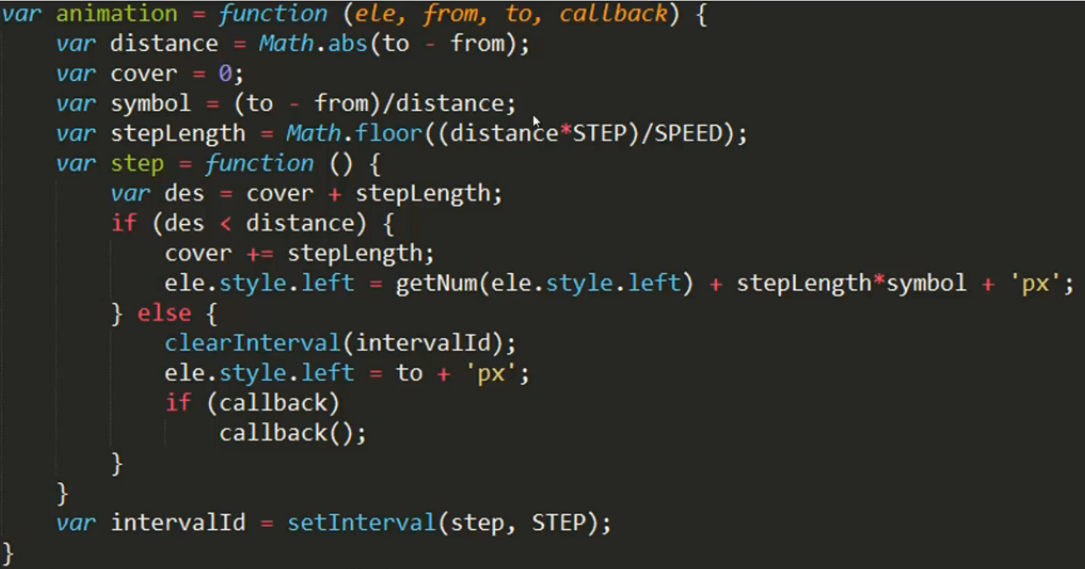 var animation = function (ele, from, to, callback) {
    var distance = Math.abs(to - from);
    var cover = 0;
    var symbol = (to - from)/distance;
    var stepLength = Math.floor((distance*STEP)/SPEED);
    var step = function () {
        var des = cover + stepLength;
        if (des < distance) {
            cover += stepLength;
            ele.style.left = getNum(ele.style.left) + stepLength*symbol + 'px';
        } else {
            clearInterval(intervalId);
            ele.style.left = to + 'px';
            if (callback)
                callback();
        }
    }
    var intervalId = setInterval(step, STEP);
}